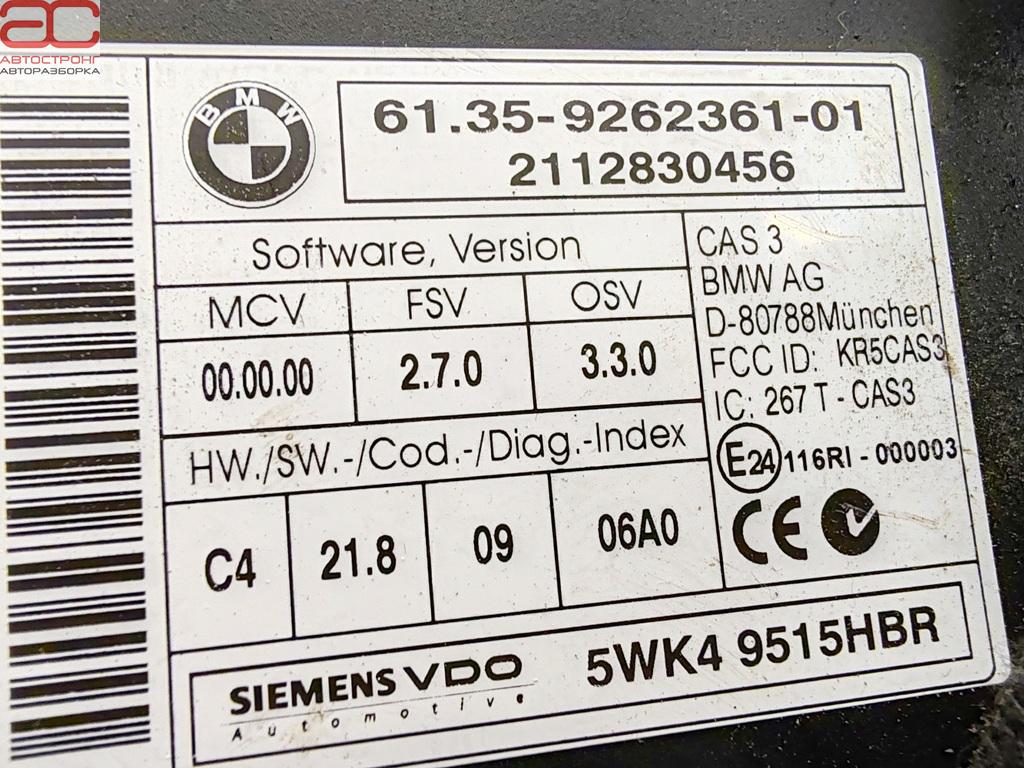 АС
АВТОСТРОНГ
АВТОРАЗБОРКА
BMW
61.35-9262361-01
2112830456
Software, Version
MCV FSV OSV
00.00.00 2.7.0 3.3.0
HW./SW.-/Cod.-/Diag.-Index
C4 21.8 09 06A0
CAS 3
BMW AG
D-80788München
FCC ID: KR5CAS3
IC: 267 T - CAS3
E24 116RI - 000003
CE
SIEMENS VDO
Automotive
5WK4 9515HBR